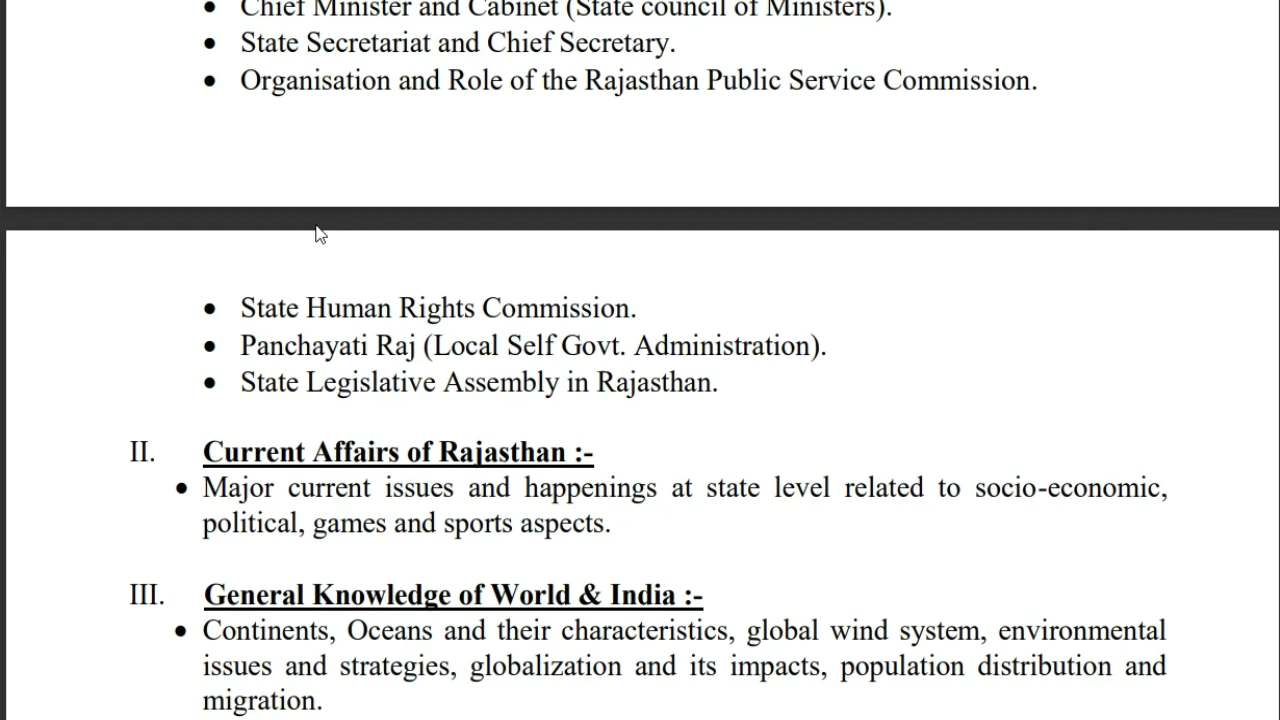 • Chief Minister and Cabinet (State council of Ministers).
• State Secretariat and Chief Secretary.
• Organisation and Role of the Rajasthan Public Service Commission.
• State Human Rights Commission.
• Panchayati Raj (Local Self Govt. Administration).
• State Legislative Assembly in Rajasthan.
II. Current Affairs of Rajasthan :-
• Major current issues and happenings at state level related to socio-economic,
political, games and sports aspects.
III. General Knowledge of World & India :-
• Continents, Oceans and their characteristics, global wind system, environmental
issues and strategies, globalization and its impacts, population distribution and
migration.